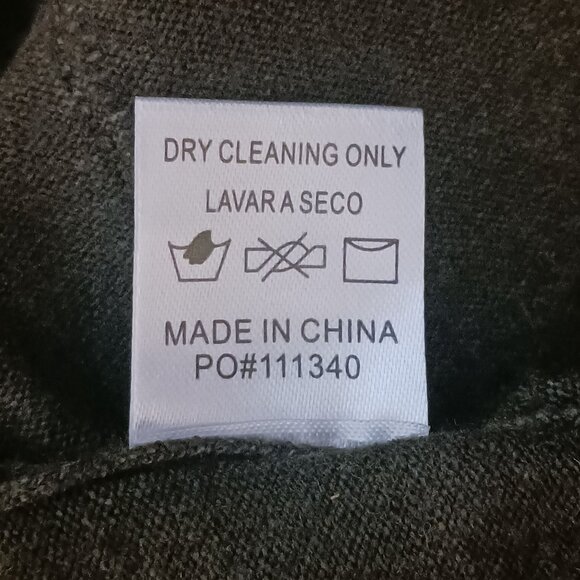 DRY CLEANING ONLY
LAVAR A SECO
MADE IN CHINA
PO#111340